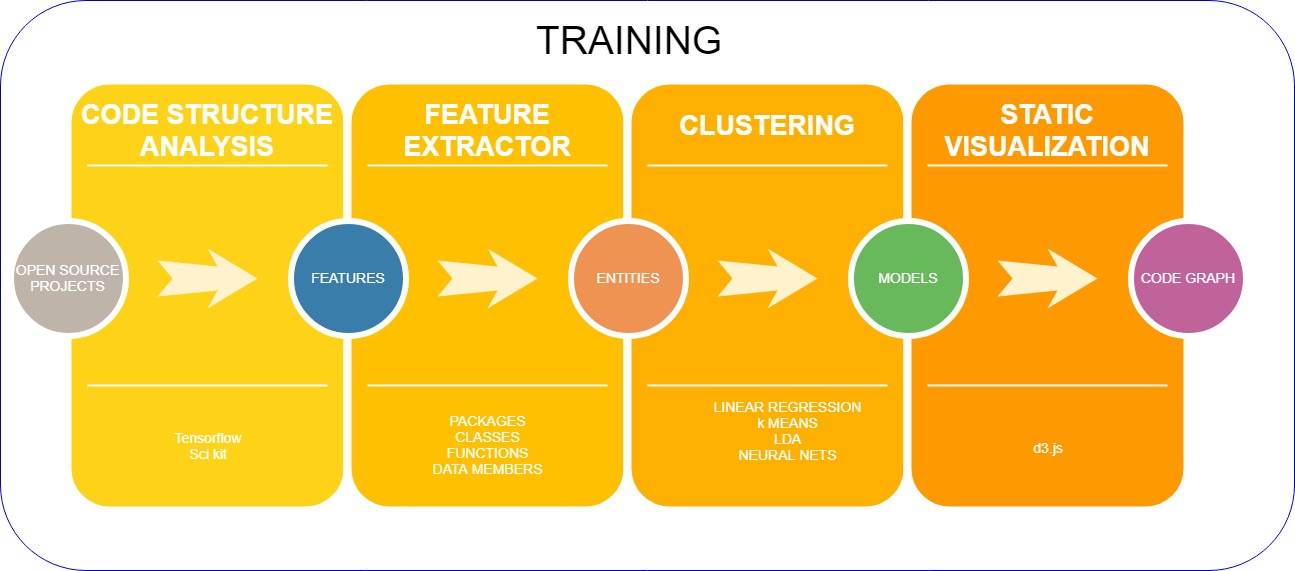 TRAINING
CODE STRUCTURE
ANALYSIS
FEATURE
EXTRACTOR
CLUSTERING
STATIC
VISUALIZATION
OPEN SOURCE
PROJECTS
FEATURES
ENTITIES
MODELS
CODE GRAPH
Tensorflow
Sci kit
PACKAGES
CLASSES
FUNCTIONS
DATA MEMBERS
LINEAR REGRESSION
k MEANS
LDA
NEURAL NETS
d3.js